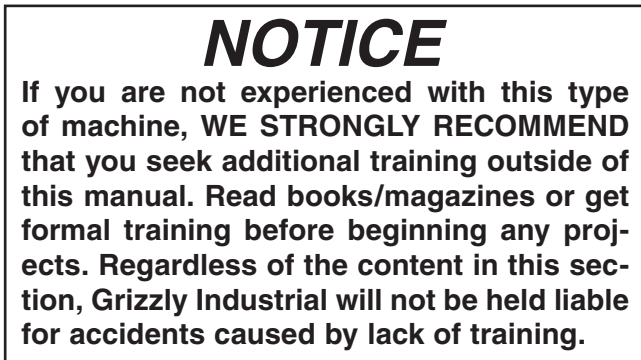 NOTICE
If you are not experienced with this type
of machine, WE STRONGLY RECOMMEND
that you seek additional training outside of
this manual. Read books/magazines or get
formal training before beginning any proj-
ects. Regardless of the content in this sec-
tion, Grizzly Industrial will not be held liable
for accidents caused by lack of training.